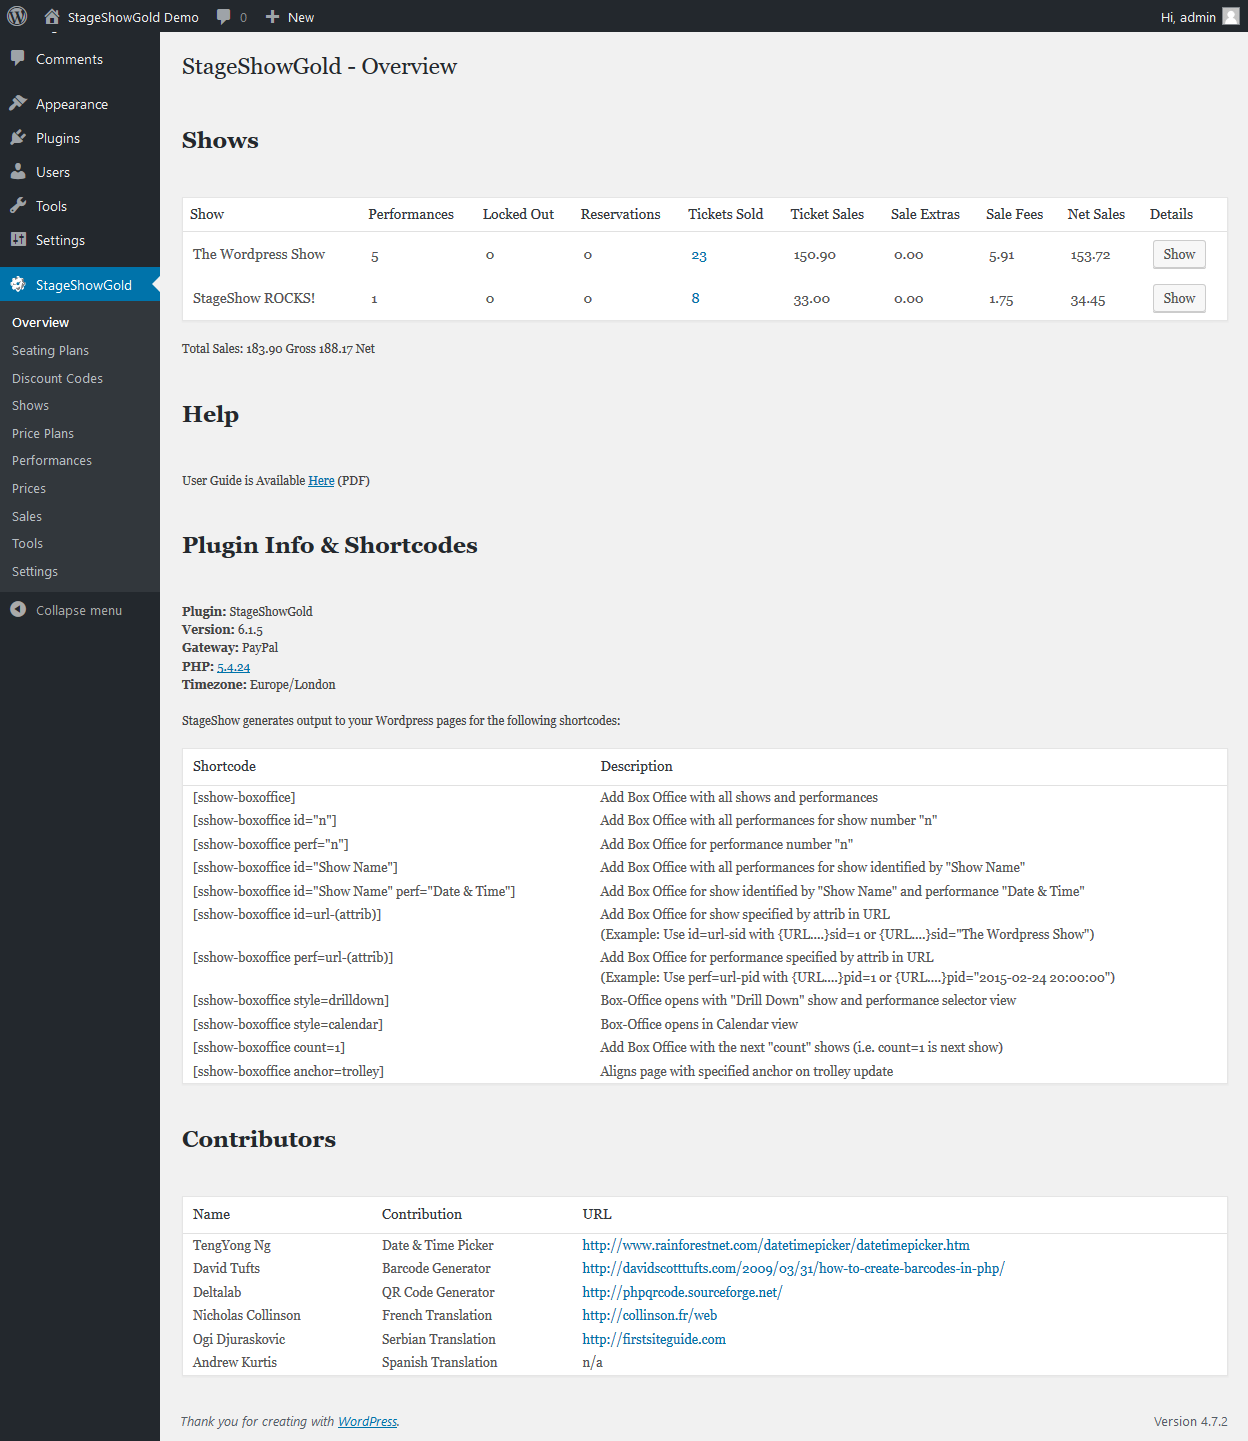 StageShowGold Demo 0 New Hi, admin
Comments
Appearance
Plugins
Users
Tools
Settings
StageShowGold
Overview
Seating Plans
Discount Codes
Shows
Price Plans
Performances
Prices
Sales
Tools
Settings
Collapse menu
StageShowGold - Overview
Shows
Show Performances Locked Out Reservations Tickets Sold Ticket Sales Sale Extras Sale Fees Net Sales Details
The Wordpress Show 5 0 0 23 150.90 0.00 5.91 153.72 Show
StageShow ROCKS! 1 0 0 8 33.00 0.00 1.75 34.45 Show
Total Sales: 183.90 Gross 188.17 Net
Help
User Guide is Available Here (PDF)
Plugin Info & Shortcodes
Plugin: StageShowGold
Version: 6.1.5
Gateway: PayPal
PHP: 5.4.24
Timezone: Europe/London
StageShow generates output to your Wordpress pages for the following shortcodes:
Shortcode Description
[sshow-boxoffice] Add Box Office with all shows and performances
[sshow-boxoffice id="n"] Add Box Office with all performances for show number "n"
[sshow-boxoffice perf="n"] Add Box Office for performance number "n"
[sshow-boxoffice id="Show Name"] Add Box Office with all performances for show identified by "Show Name"
[sshow-boxoffice id="Show Name" perf="Date & Time"] Add Box Office for show identified by "Show Name" and performance "Date & Time"
[sshow-boxoffice id=url-(attrib)] Add Box Office for show specified by attrib in URL
(Example: Use id=url-sid with {URL....}sid=1 or {URL....}sid="The Wordpress Show")
[sshow-boxoffice perf=url-(attrib)] Add Box Office for performance specified by attrib in URL
(Example: Use perf=url-pid with {URL....}pid=1 or {URL....}pid="2015-02-24 20:00:00")
[sshow-boxoffice style=drilldown] Box-Office opens with "Drill Down" show and performance selector view
[sshow-boxoffice style=calendar] Box-Office opens in Calendar view
[sshow-boxoffice count=1] Add Box Office with the next "count" shows (i.e. count=1 is next show)
[sshow-boxoffice anchor=trolley] Aligns page with specified anchor on trolley update
Contributors
Name Contribution URL
TengYong Ng Date & Time Picker http://www.rainforestnet.com/datetimepicker/datetimepicker.htm
David Tufts Barcode Generator http://davidscotttufts.com/2009/03/31/how-to-create-barcodes-in-php/
Deltalab QR Code Generator http://phpqrcode.sourceforge.net/
Nicholas Collinson French Translation http://collinson.fr/web
Ogi Djuraskovic Serbian Translation http://firstsiteguide.com
Andrew Kurtis Spanish Translation n/a
Thank you for creating with WordPress. Version 4.7.2